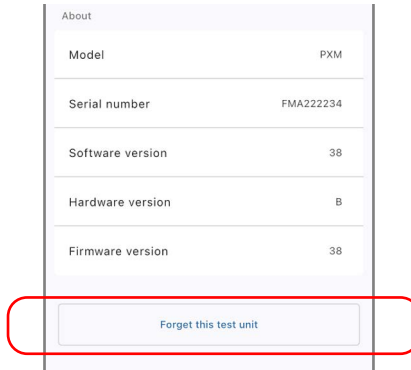 About
Model PXM
Serial number FMA222234
Software version 38
Hardware version B
Firmware version 38
Forget this test unit